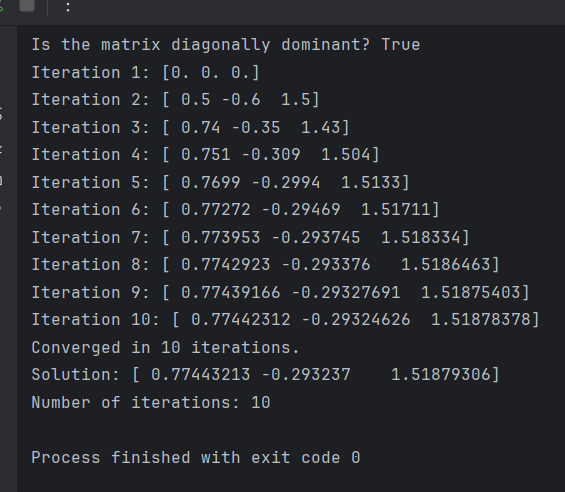 Is the matrix diagonally dominant? True
Iteration 1: [0. 0. 0.]
Iteration 2: [ 0.5 -0.6  1.5]
Iteration 3: [ 0.74 -0.35  1.43]
Iteration 4: [ 0.751 -0.309  1.504]
Iteration 5: [ 0.7699 -0.2994  1.5133]
Iteration 6: [ 0.77272 -0.29469  1.51711]
Iteration 7: [ 0.773953 -0.293745  1.518334]
Iteration 8: [ 0.7742923 -0.293376   1.5186463]
Iteration 9: [ 0.77439166 -0.29327691  1.51875403]
Iteration 10: [ 0.77442312 -0.29324626  1.51878378]
Converged in 10 iterations.
Solution: [ 0.77443213 -0.293237    1.51879306]
Number of iterations: 10
Process finished with exit code 0